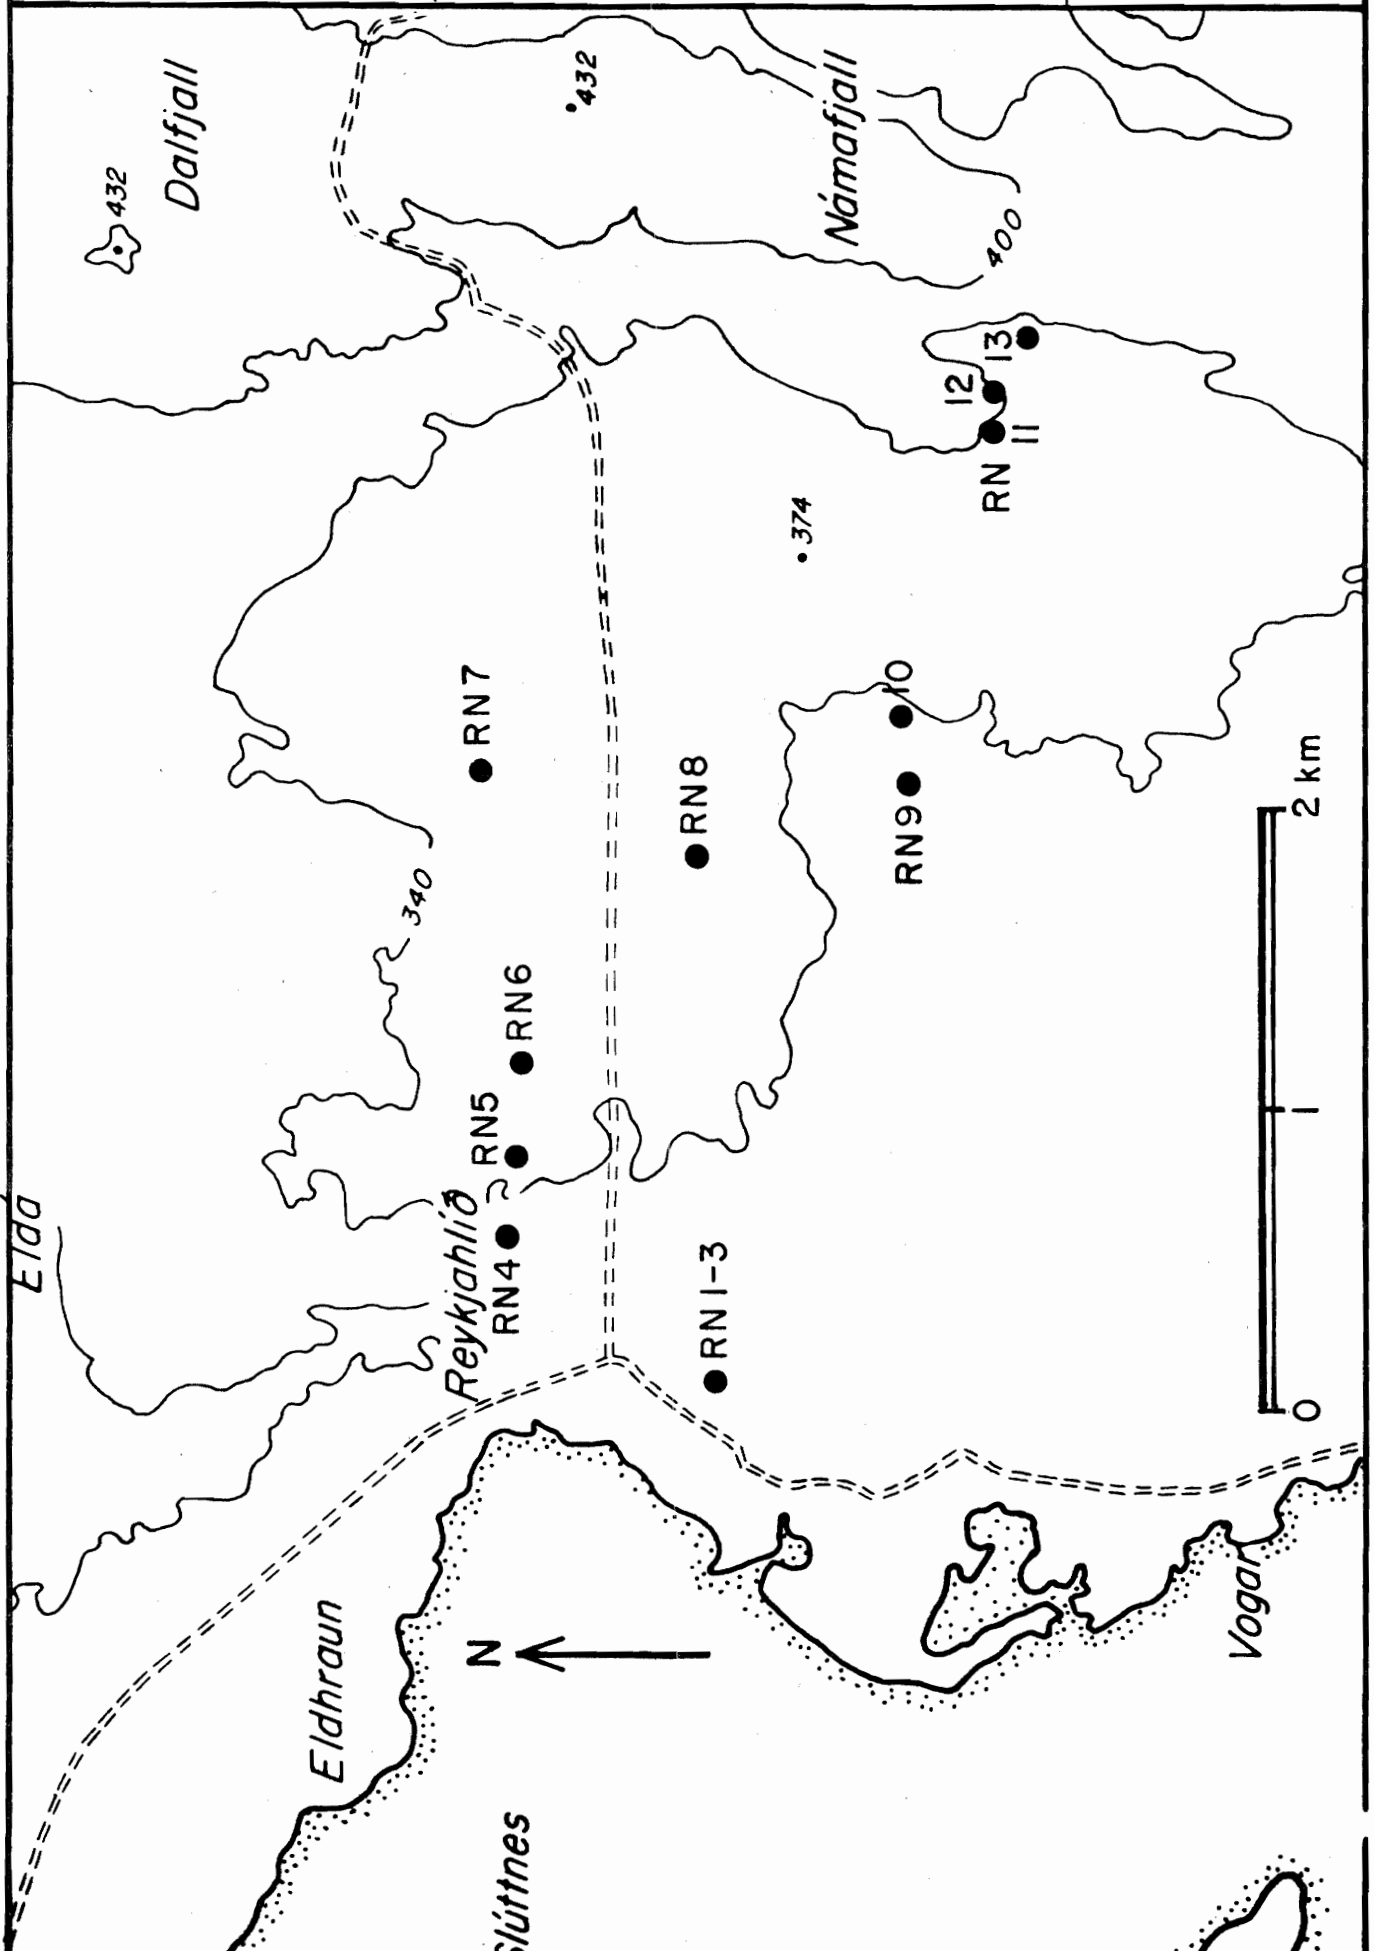 Elda
Dalfjall
432
432
Námafjall
400
340
Eldhraun
Reykjahlíð
RN4
RN5
RN6
RN7
RN8
RN1-3
374
RN9
10
RN
11
12
13
N
Slúttnes
Vogar
0
1
2 km